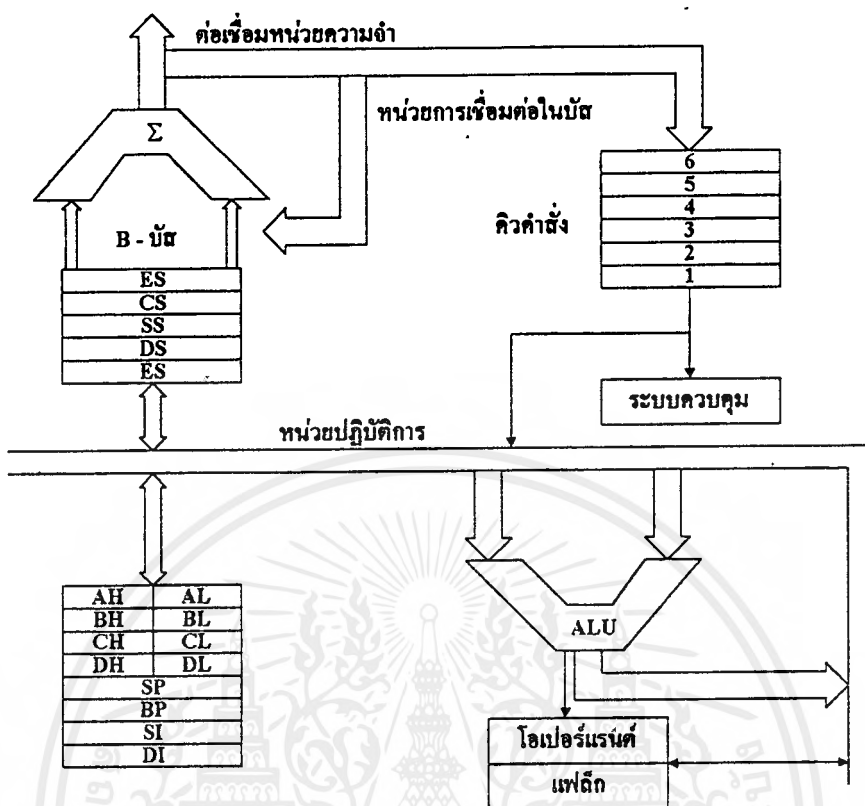 ต่อเชื่อมหน่วยความจำ
หน่วยการเชื่อมต่อในบัส
Σ
B - บัส
ES
CS
SS
DS
ES
คิวคำสั่ง
6
5
4
3
2
1
ระบบควบคุม
หน่วยปฏิบัติการ
AH AL
BH BL
CH CL
DH DL
SP
BP
SI
DI
ALU
โอเปอร์แรนด์
แฟล็ก